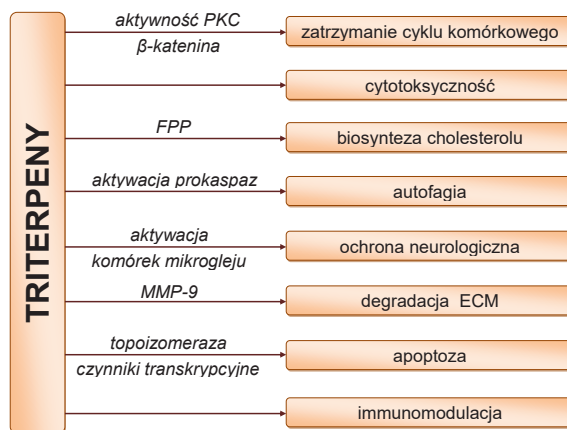 TRITERPENY
aktywność PKC
β-katenina
zatrzymanie cyklu komórkowego
cytotoksyczność
FPP
biosynteza cholesterolu
aktywacja prokaspaz
autofagia
aktywacja
komórek mikrogleju
ochrona neurologiczna
MMP-9
degradacja ECM
topoizomeraza
czynniki transkrypcyjne
apoptoza
immunomodulacja